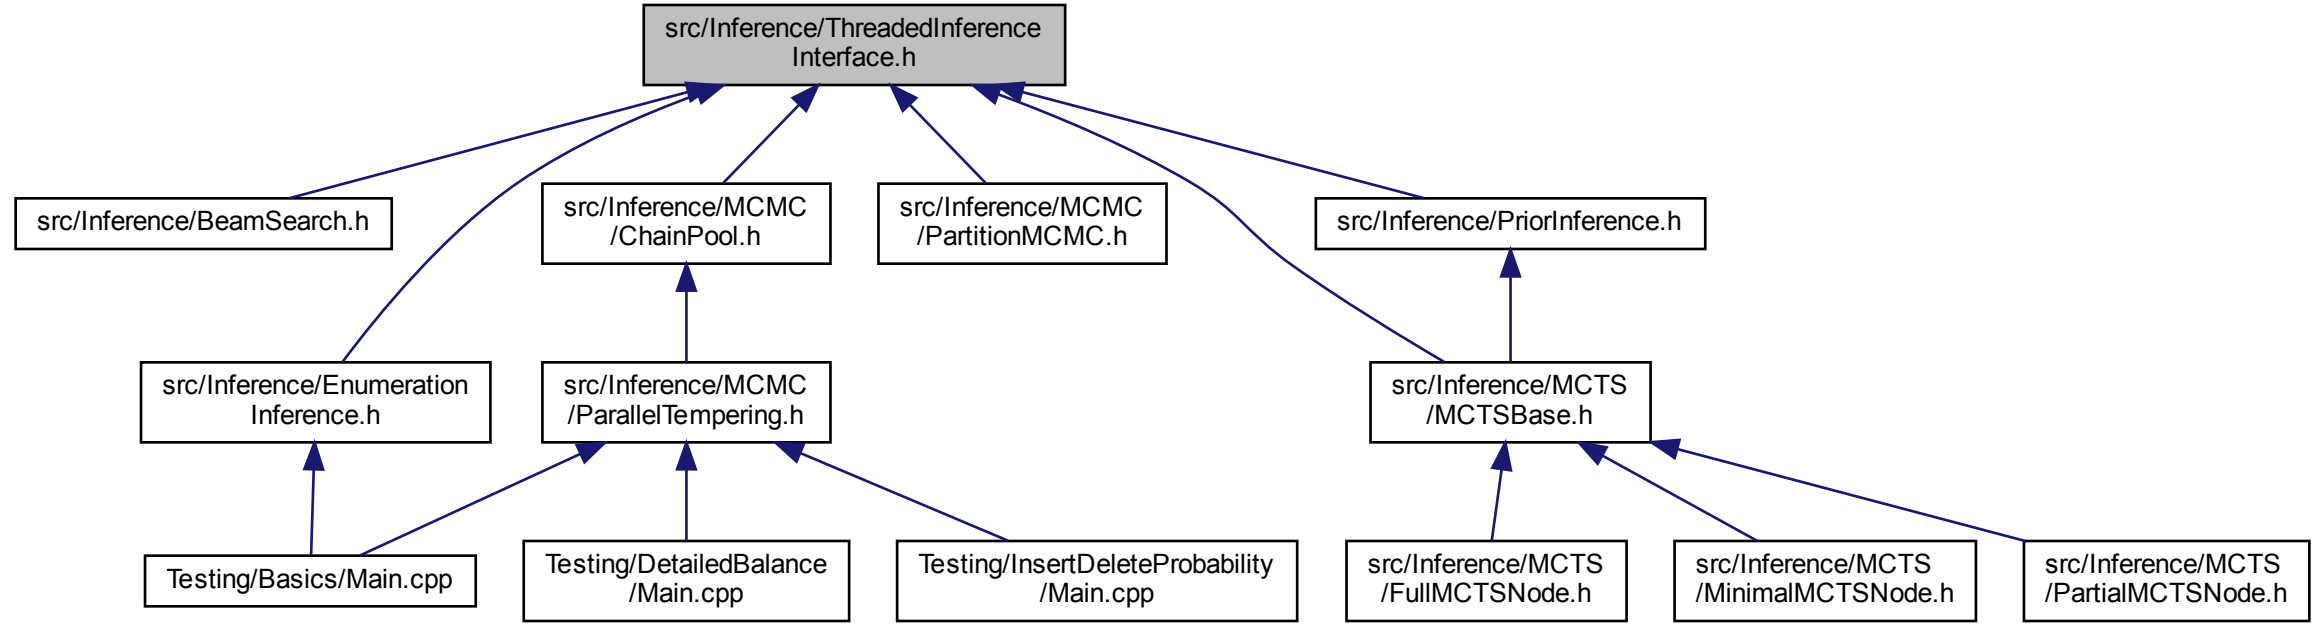 src/Inference/ThreadedInference
Interface.h
src/Inference/BeamSearch.h
src/Inference/MCMC
/ChainPool.h
src/Inference/MCMC
/PartitionMCMC.h
src/Inference/PriorInference.h
src/Inference/Enumeration
Inference.h
src/Inference/MCMC
/ParallelTempering.h
src/Inference/MCTS
/MCTSBase.h
Testing/Basics/Main.cpp
Testing/DetailedBalance
/Main.cpp
Testing/InsertDeleteProbability
/Main.cpp
src/Inference/MCTS
/FullMCTSNode.h
src/Inference/MCTS
/MinimalMCTSNode.h
src/Inference/MCTS
/PartialMCTSNode.h